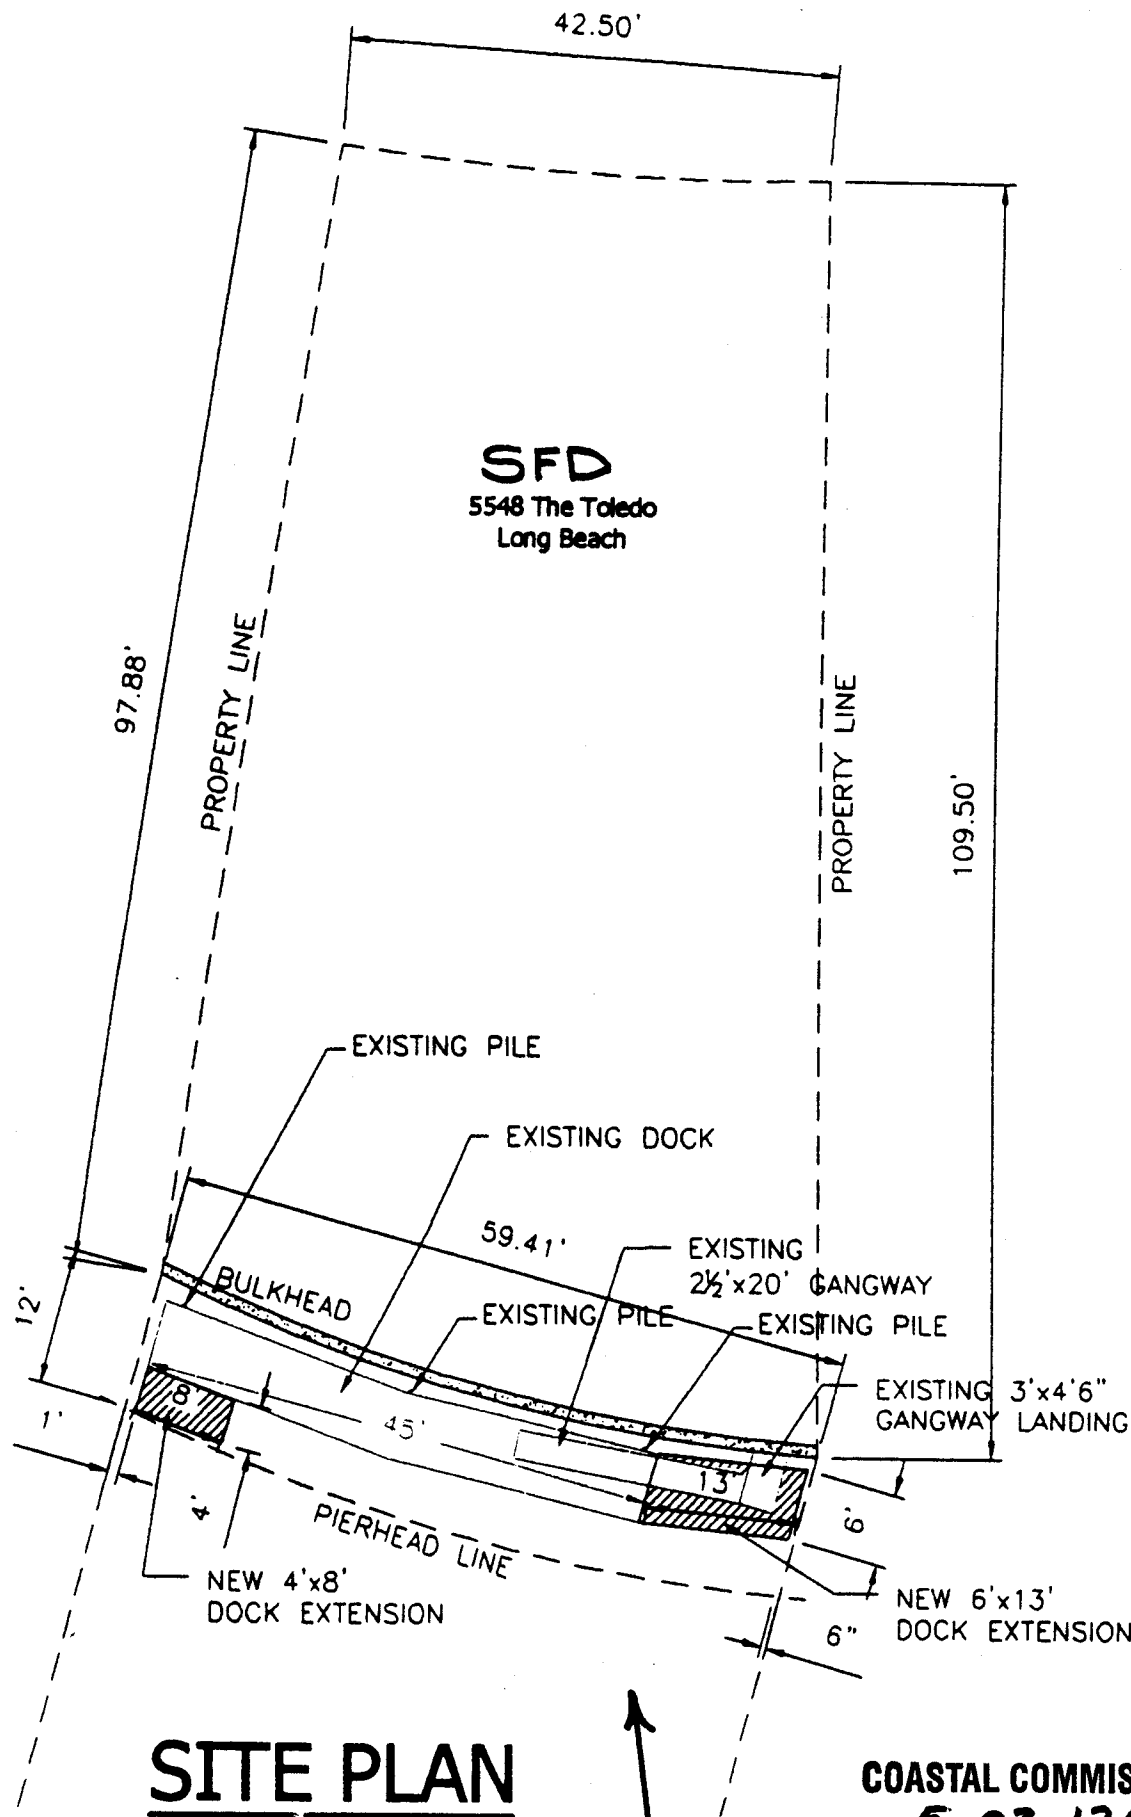 42.50'
SFD
5548 The Toledo
Long Beach
97.88'
PROPERTY LINE
PROPERTY LINE
109.50'
EXISTING PILE
EXISTING DOCK
59.41'
EXISTING
2½'x20' GANGWAY
BULKHEAD
EXISTING PILE
EXISTING PILE
12'
EXISTING 3'x4'6"
GANGWAY LANDING
8'
45'
13'
1'
4'
6'
PIERHEAD LINE
NEW 4'x8'
DOCK EXTENSION
NEW 6'x13'
DOCK EXTENSION
6"
SITE PLAN
COASTAL COMMIS